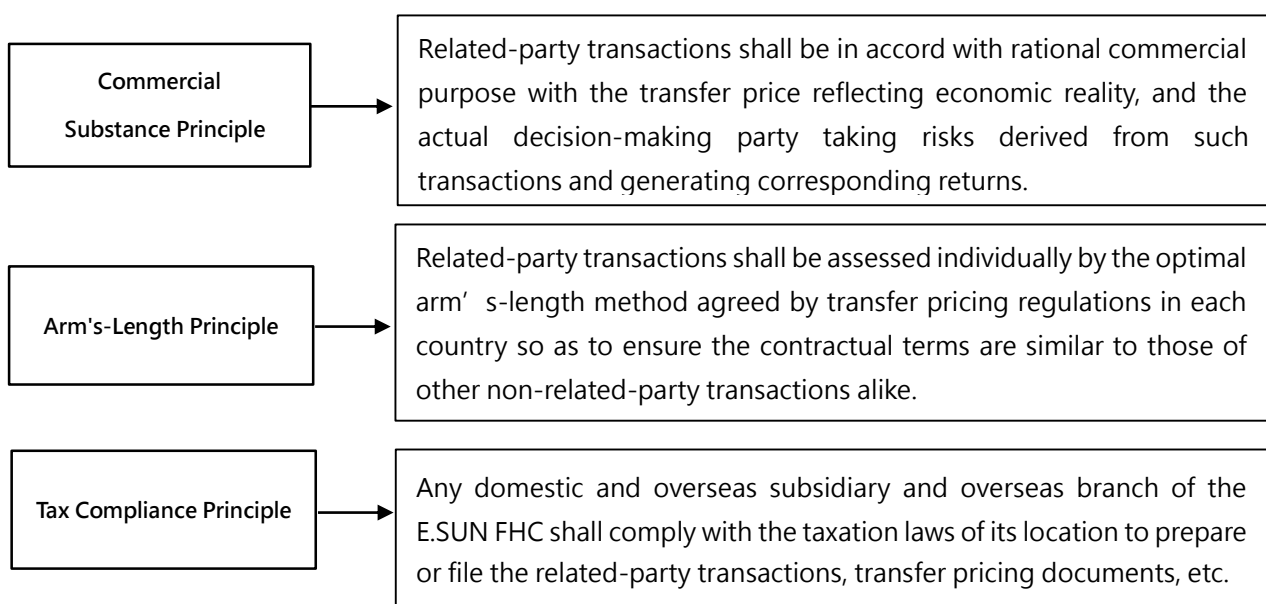 Commercial
Substance Principle
Related-party transactions shall be in accord with rational commercial
purpose with the transfer price reflecting economic reality, and the
actual decision-making party taking risks derived from such
transactions and generating corresponding returns.
Arm's-Length Principle
Related-party transactions shall be assessed individually by the optimal
arm’s-length method agreed by transfer pricing regulations in each
country so as to ensure the contractual terms are similar to those of
other non-related-party transactions alike.
Tax Compliance Principle
Any domestic and overseas subsidiary and overseas branch of the
E.SUN FHC shall comply with the taxation laws of its location to prepare
or file the related-party transactions, transfer pricing documents, etc.